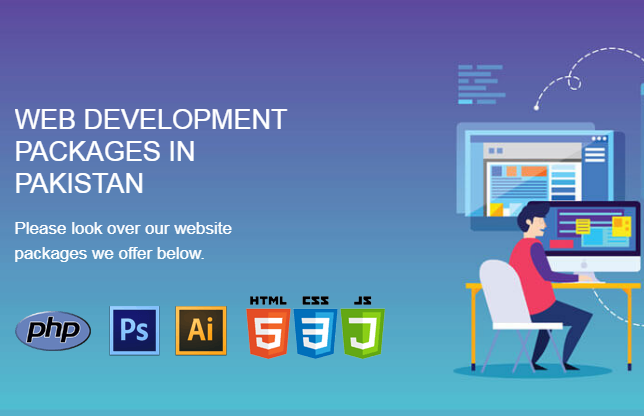 WEB DEVELOPMENT
PACKAGES IN
PAKISTAN
Please look over our website
packages we offer below.
php
Ps
Ai
HTML
5
CSS
3
JS
J